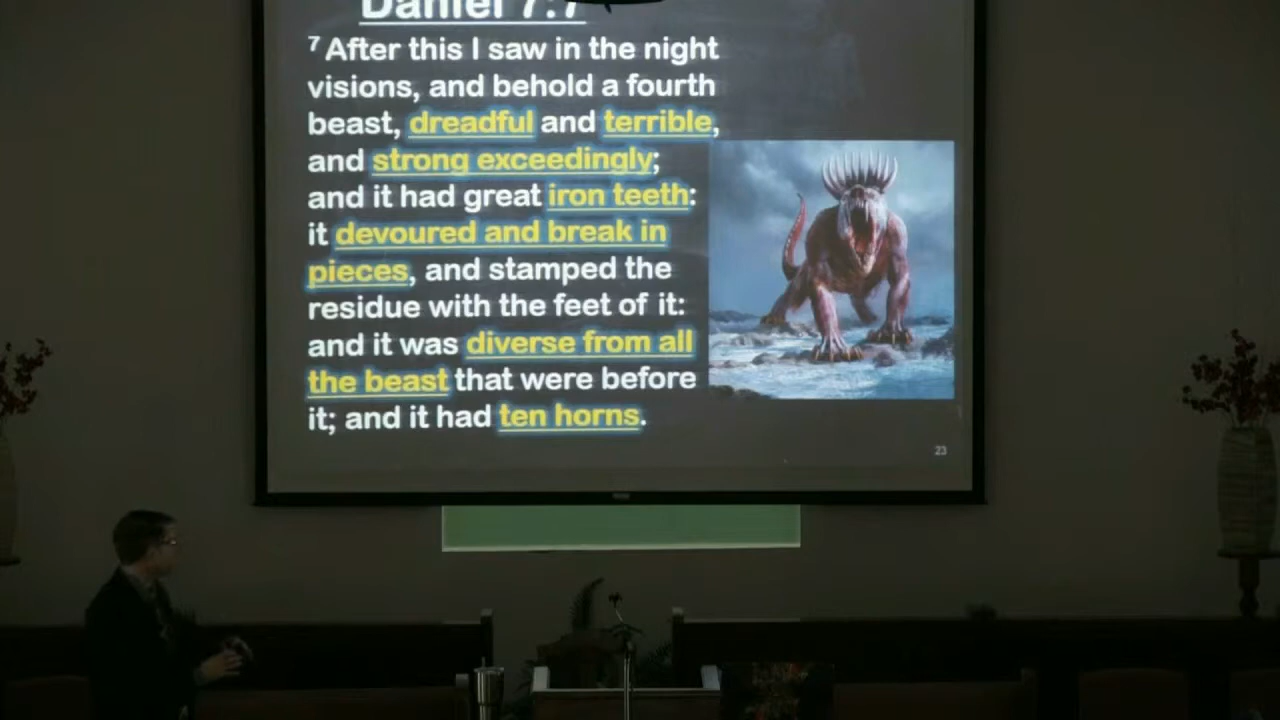 Daniel 7:7
7 After this I saw in the night
visions, and behold a fourth
beast, dreadful and terrible,
and strong exceedingly;
and it had great iron teeth:
it devoured and break in
pieces, and stamped the
residue with the feet of it:
and it was diverse from all
the beast that were before
it; and it had ten horns.
23